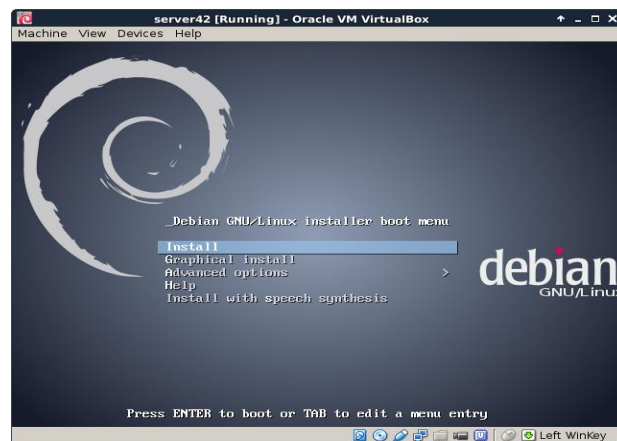 server42 [Running] - Oracle VM VirtualBox
Machine View Devices Help
_Debian GNU/Linux installer boot menu
Install
Graphical install
Advanced options >
Help
Install with speech synthesis
debian
GNU/Linu
Press ENTER to boot or TAB to edit a menu entry
Left WinKey